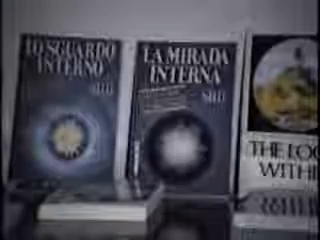 LO SGUARDO
INTERNO
SILO
LA MIRADA
INTERNA
SILO
THE LOO
WITHI